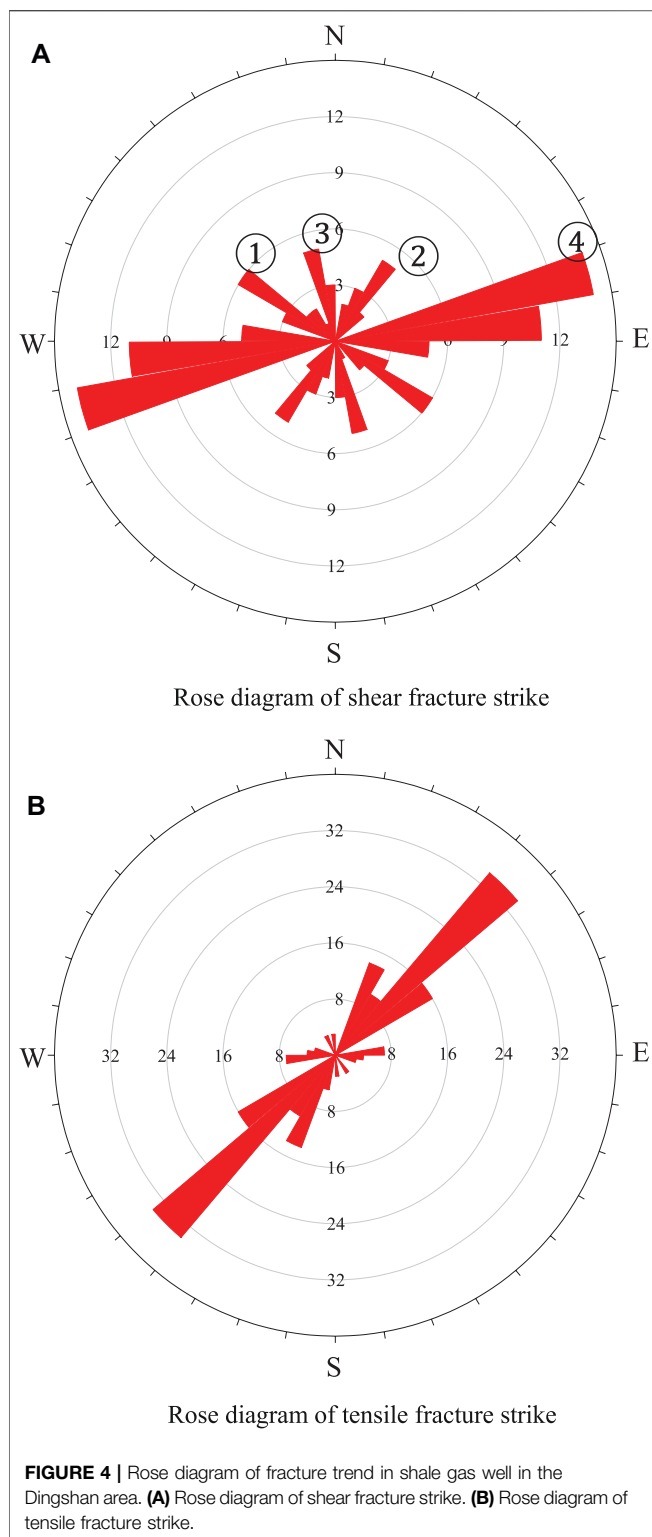 A
N
12
9
6
3
1
3
2
4
W
12
9
6
6
9
12
E
3
6
9
12
S
Rose diagram of shear fracture strike
B
N
32
24
16
8
W
32
24
16
8
8
16
24
32
E
8
16
24
32
S
Rose diagram of tensile fracture strike
FIGURE 4 | Rose diagram of fracture trend in shale gas well in the
Dingshan area. (A) Rose diagram of shear fracture strike. (B) Rose diagram of
tensile fracture strike.